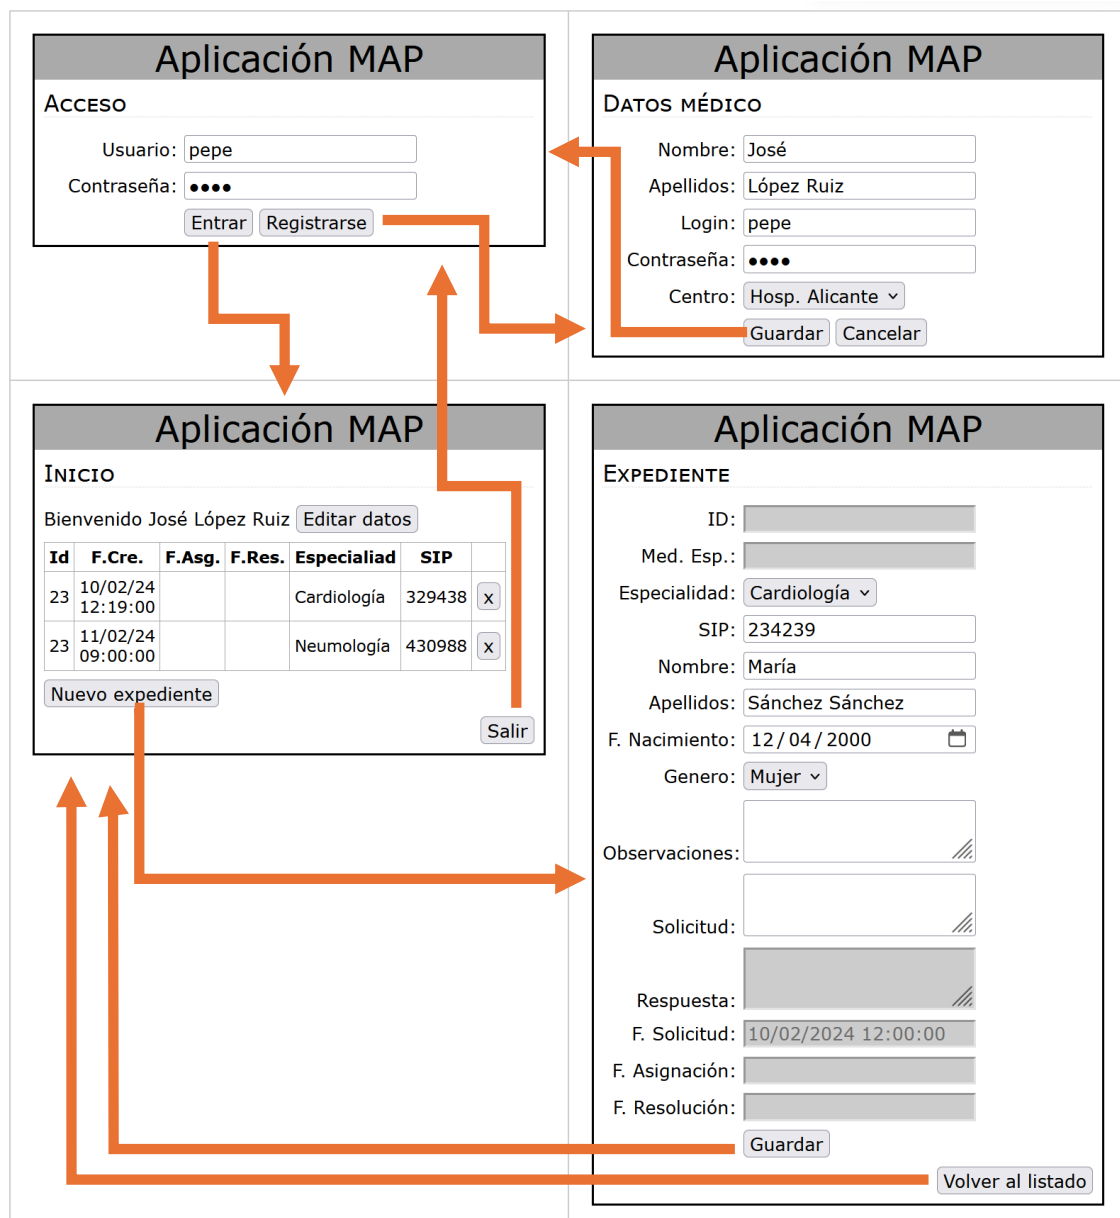 Aplicación MAP
Acceso
Usuario: pepe
Contraseña: ●●●●
Entrar Registrarse
Aplicación MAP
Datos médico
Nombre: José
Apellidos: López Ruiz
Login: pepe
Contraseña: ●●●●
Centro: Hosp. Alicante
Guardar Cancelar
Aplicación MAP
Inicio
Bienvenido José López Ruiz Editar datos
Id F.Cre. F.Asg. F.Res. Especialiad SIP
23 10/02/24 12:19:00 Cardiología 329438 x
23 11/02/24 09:00:00 Neumología 430988 x
Nuevo expediente
Salir
Aplicación MAP
Expediente
ID:
Med. Esp.:
Especialidad: Cardiología
SIP: 234239
Nombre: María
Apellidos: Sánchez Sánchez
F. Nacimiento: 12/04/2000
Genero: Mujer
Observaciones:
Solicitud:
Respuesta:
F. Solicitud: 10/02/2024 12:00:00
F. Asignación:
F. Resolución:
Guardar
Volver al listado